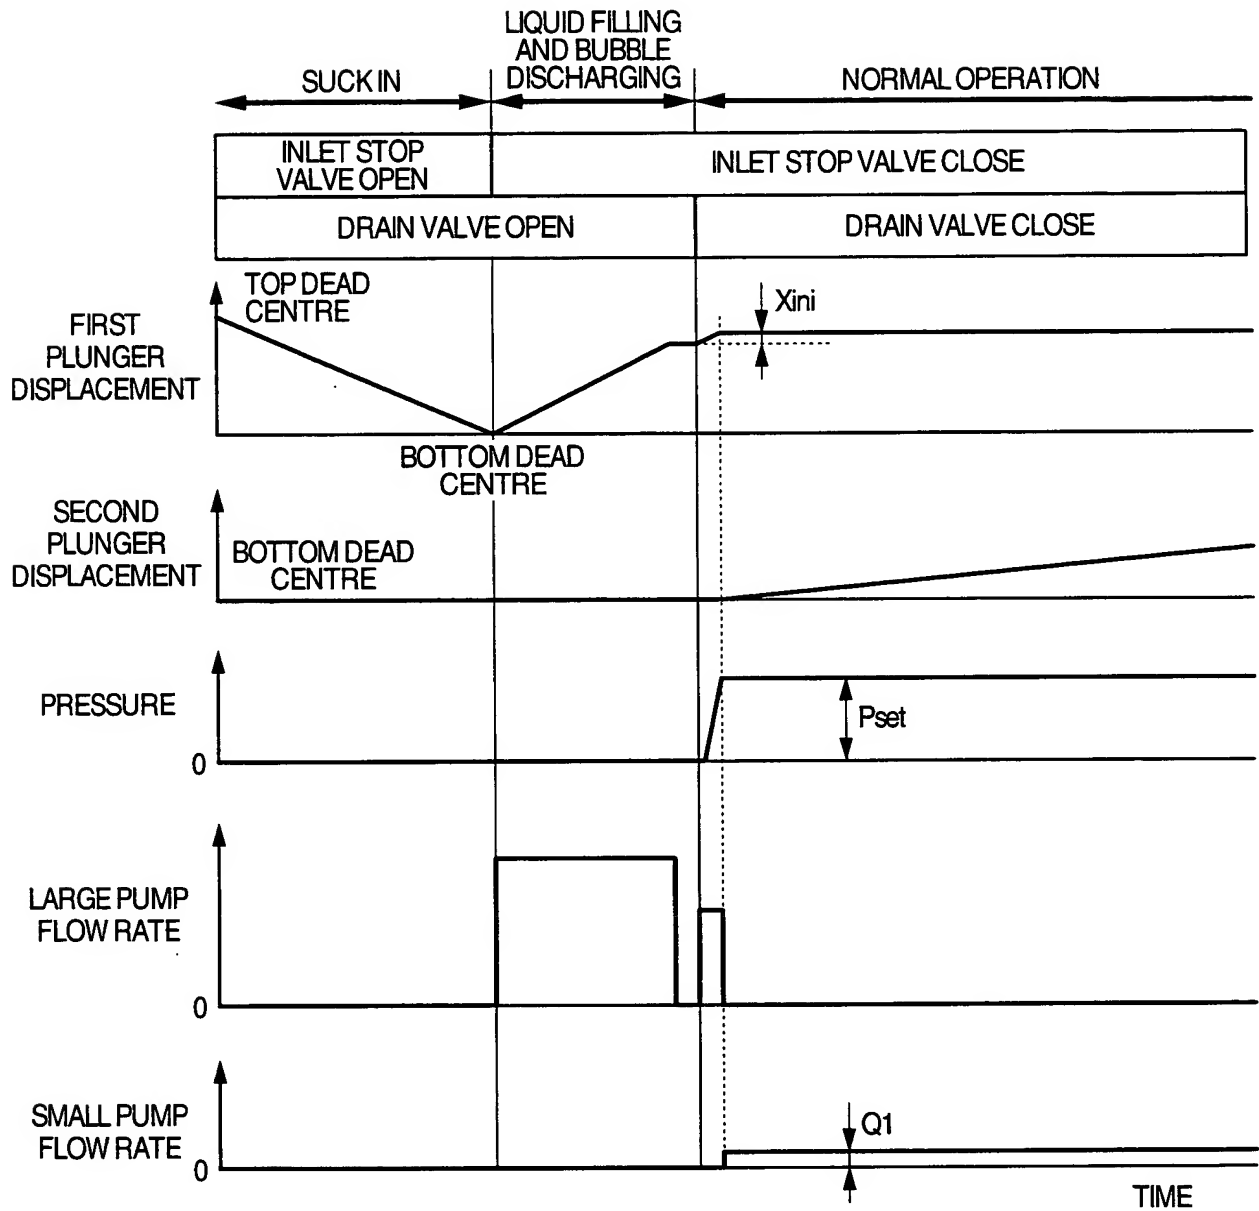 LIQUID FILLING
AND BUBBLE
DISCHARGING
SUCK IN
NORMAL OPERATION
INLET STOP
VALVE OPEN
INLET STOP VALVE CLOSE
DRAIN VALVE OPEN
DRAIN VALVE CLOSE
TOP DEAD
CENTRE
Xini
FIRST
PLUNGER
DISPLACEMENT
BOTTOM DEAD
CENTRE
SECOND
PLUNGER
DISPLACEMENT
BOTTOM DEAD
CENTRE
PRESSURE
Pset
0
LARGE PUMP
FLOW RATE
0
SMALL PUMP
FLOW RATE
Q1
0
TIME